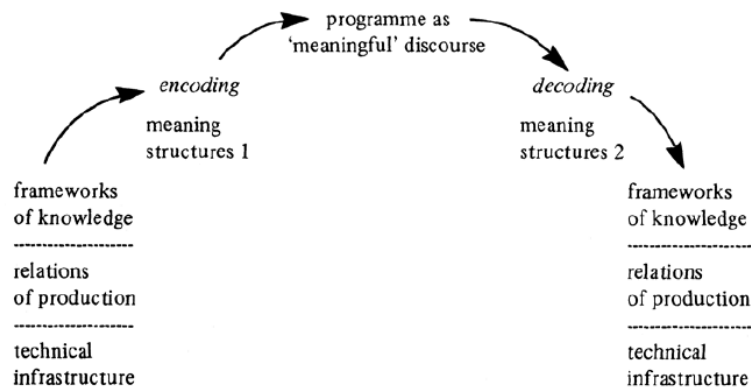 programme as
'meaningful' discourse
encoding
meaning
structures 1
decoding
meaning
structures 2
frameworks
of knowledge
relations
of production
technical
infrastructure
frameworks
of knowledge
relations
of production
technical
infrastructure